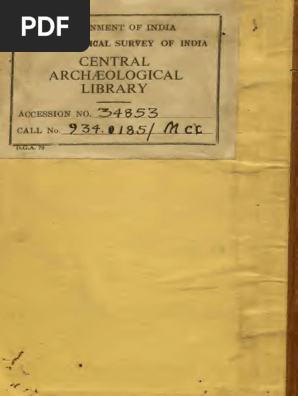 PDF
NMENT OF INDIA
ICAL SURVEY OF INDIA
CENTRAL
ARCHÆOLOGICAL
LIBRARY
ACCESSION NO. 34853
CALL No. 934.0185/ Mcc
D.G.A. 79